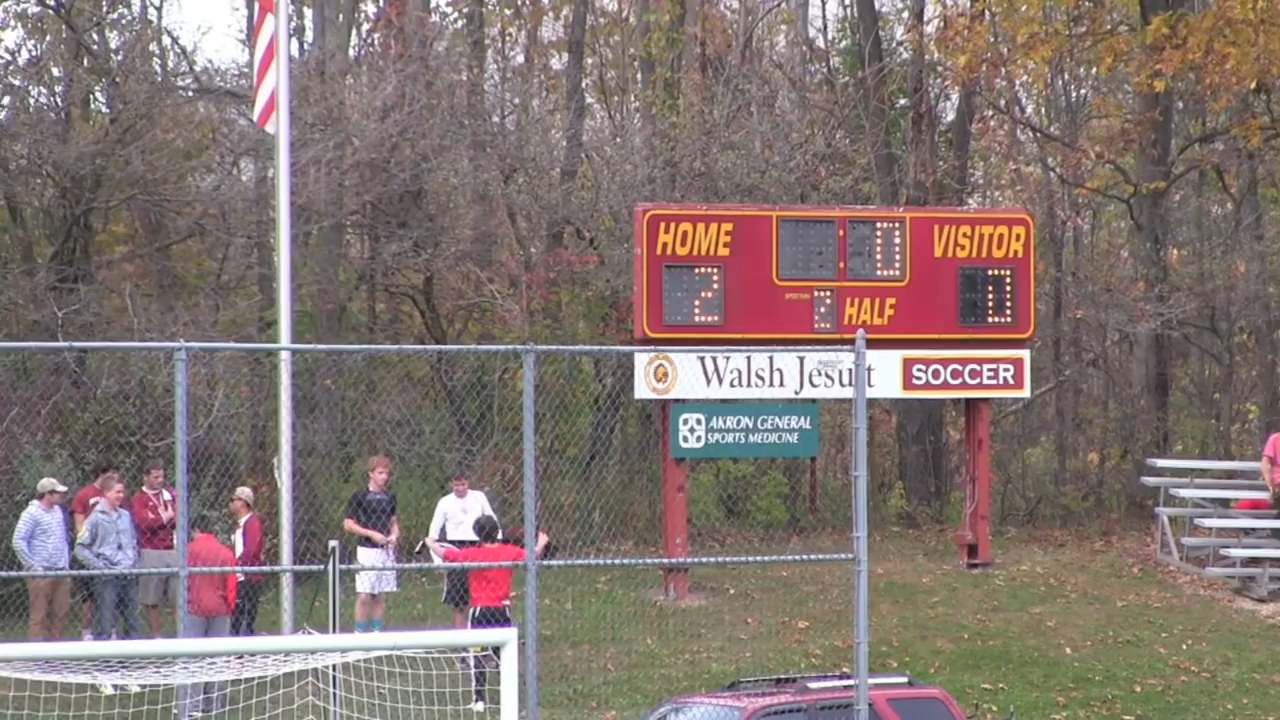 HOME
VISITOR
0
2
2 HALF
0
Walsh Jesuit
SOCCER
AKRON GENERAL
SPORTS MEDICINE